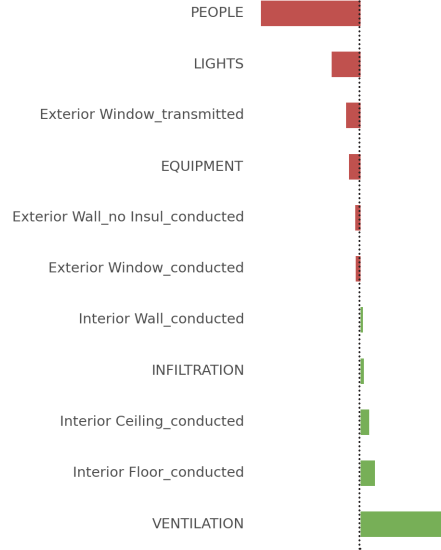 PEOPLE
LIGHTS
Exterior Window_transmitted
EQUIPMENT
Exterior Wall_no Insul_conducted
Exterior Window_conducted
Interior Wall_conducted
INFILTRATION
Interior Ceiling_conducted
Interior Floor_conducted
VENTILATION